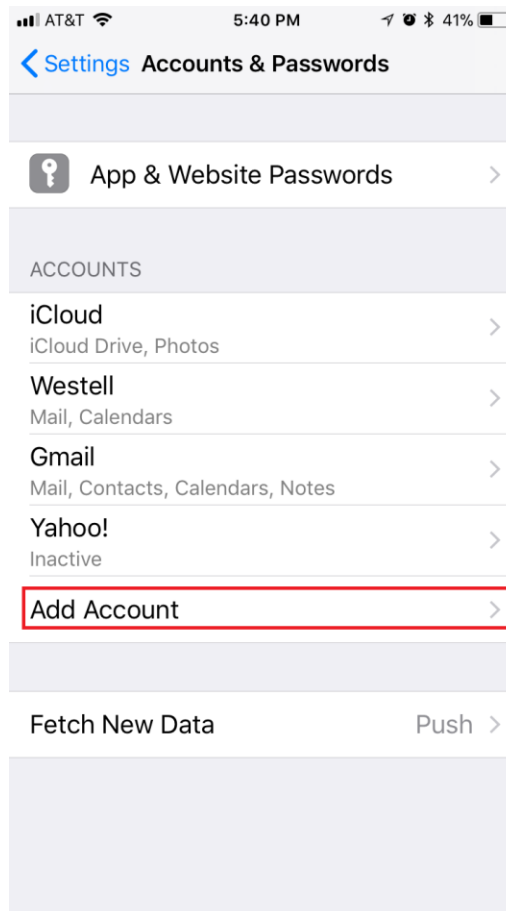 AT&T 5:40 PM 41%
Settings Accounts & Passwords
App & Website Passwords
ACCOUNTS
iCloud
iCloud Drive, Photos
Westell
Mail, Calendars
Gmail
Mail, Contacts, Calendars, Notes
Yahoo!
Inactive
Add Account
Fetch New Data Push